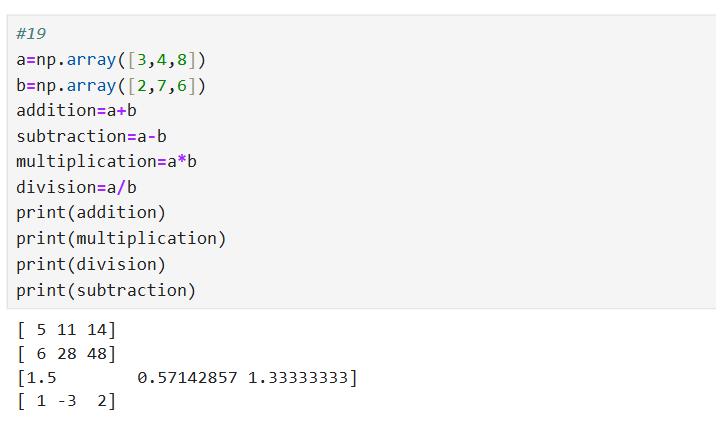 #19
a=np.array([3,4,8])
b=np.array([2,7,6])
addition=a+b
subtraction=a-b
multiplication=a*b
division=a/b
print(addition)
print(multiplication)
print(division)
print(subtraction)
[ 5 11 14]
[ 6 28 48]
[1.5        0.57142857 1.33333333]
[ 1 -3  2]